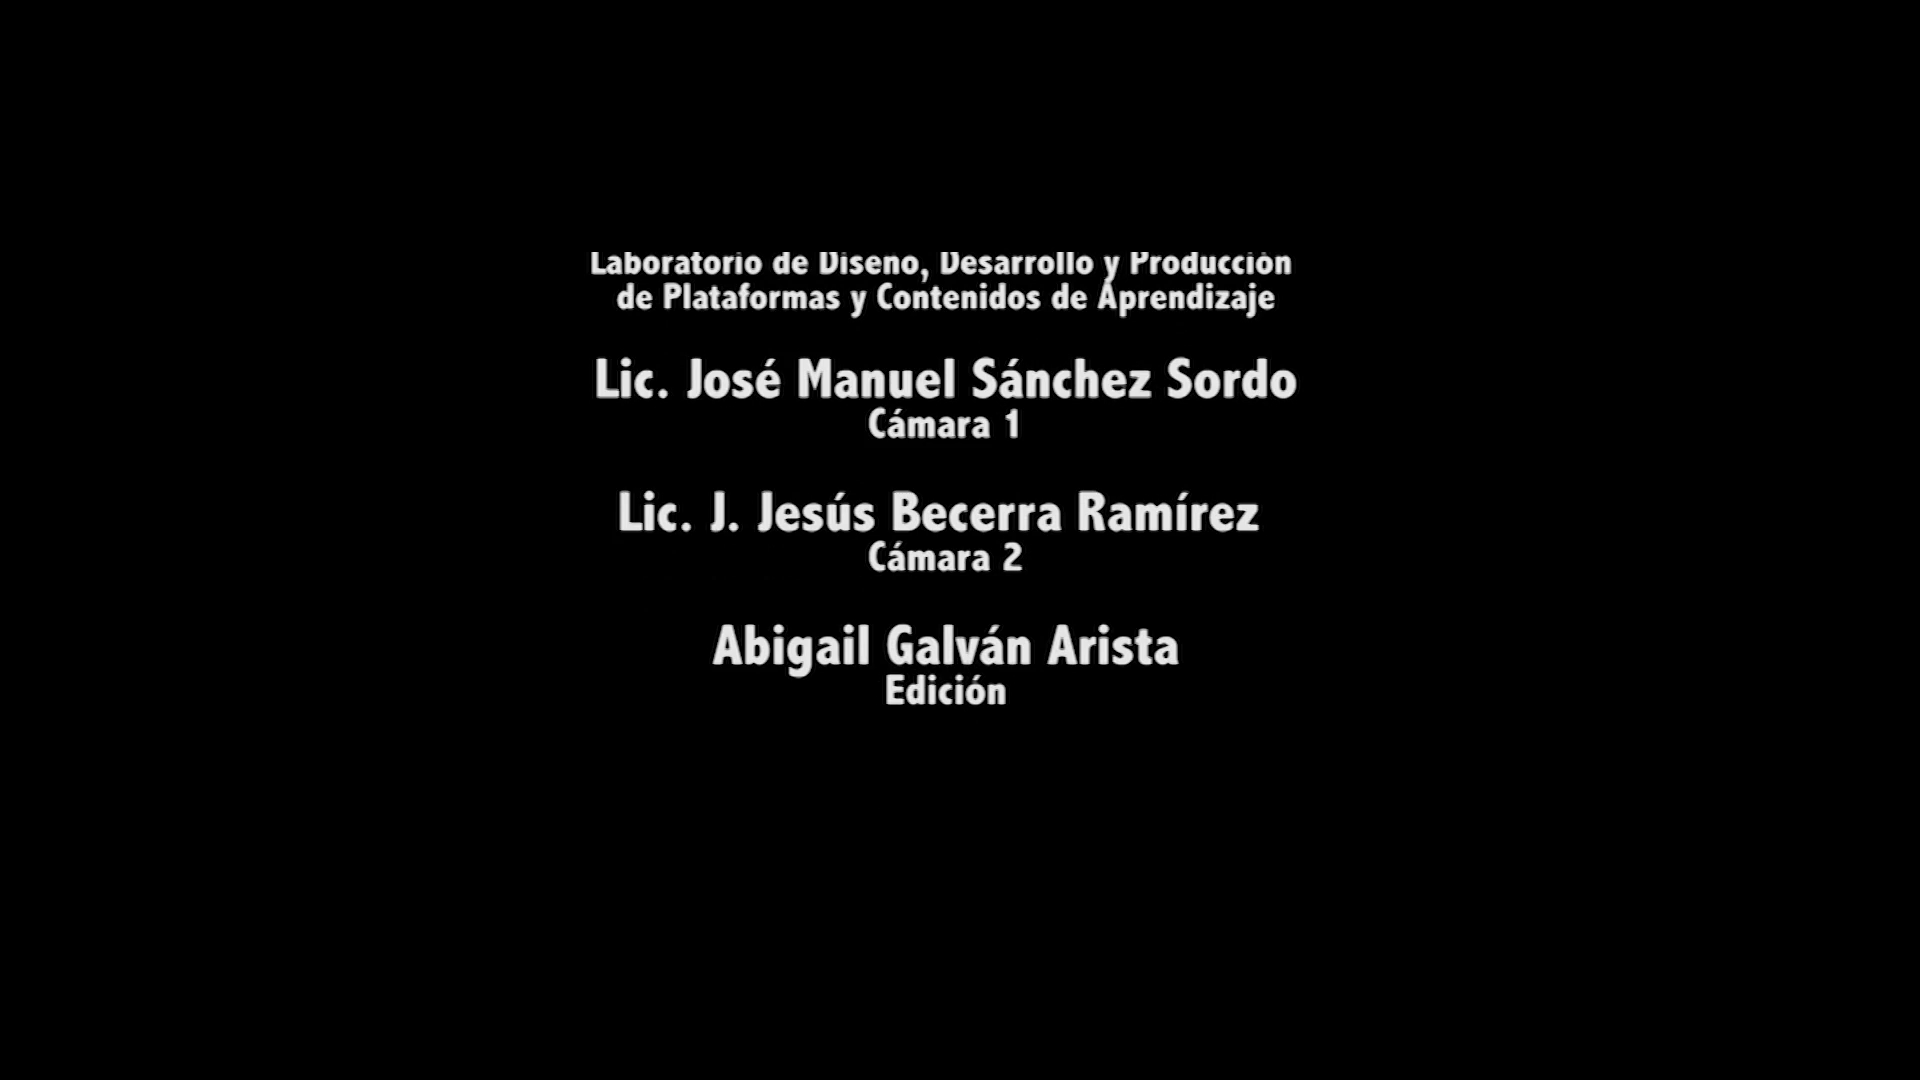 Laboratorio de Diseño, Desarrollo y Producción
de Plataformas y Contenidos de Aprendizaje
Lic. José Manuel Sánchez Sordo
Cámara 1
Lic. J. Jesús Becerra Ramírez
Cámara 2
Abigail Galván Arista
Edición